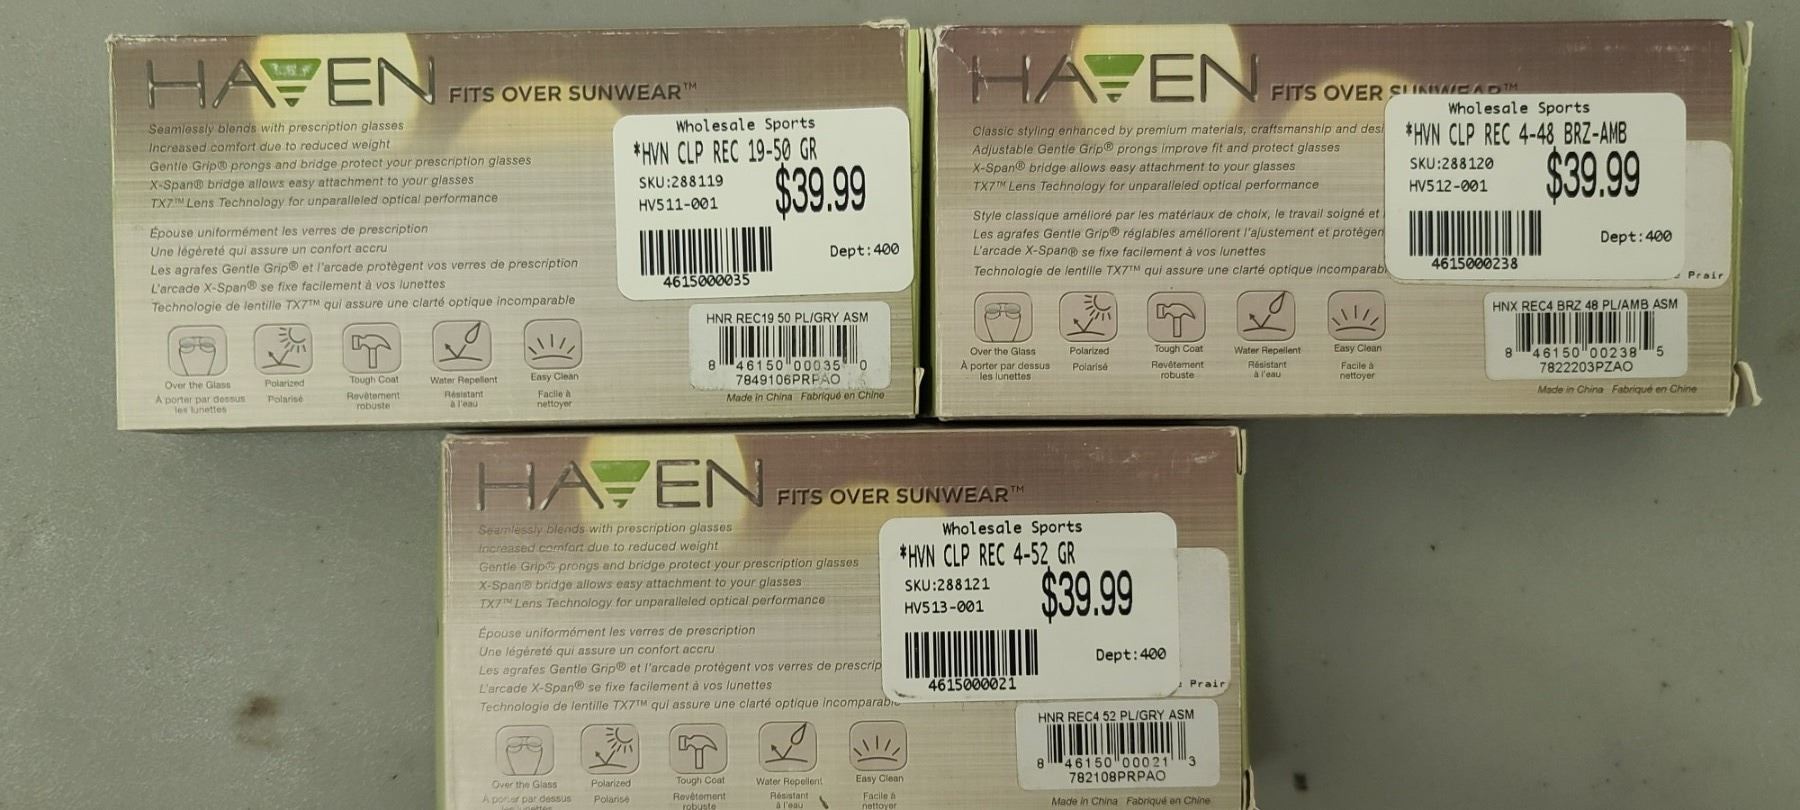 HAVEN FITS OVER SUNWEAR™
Seamlessly blends with prescription glasses
Increased comfort due to reduced weight
Gentle Grip® prongs and bridge protect your prescription glasses
X-Span® bridge allows easy attachment to your glasses
TX7™ Lens Technology for unparalleled optical performance
Épouse uniformément les verres de prescription
Une légèreté qui assure un confort accru
Les agrafes Gentle Grip® et l'arcade protègent vos verres de prescription
L'arcade X-Span® se fixe facilement à vos lunettes
Technologie de lentille TX7™ qui assure une clarté optique incomparable
Over the Glass
À porter par dessus
les lunettes
Polarized
Polarisé
Tough Coat
Revêtement
robuste
Water Repellent
Résistant
à l'eau
Easy Clean
Facile à
nettoyer
Wholesale Sports
*HVN CLP REC 19-50 GR
SKU:288119
HV511-001
$39.99
Dept:400
4615000035
HNR REC19 50 PL/GRY ASM
8 46150 00035 0
7849106PRPAO
Made in China Fabriqué en Chine
HAVEN FITS OVER SUNWEAR™
Classic styling enhanced by premium materials, craftsmanship and desi
Adjustable Gentle Grip® prongs improve fit and protect glasses
X-Span® bridge allows easy attachment to your glasses
TX7™ Lens Technology for unparalleled optical performance
Style classique amélioré par les matériaux de choix, le travail soigné et
Les agrafes Gentle Grip® réglables améliorent l'ajustement et protègen
L'arcade X-Span® se fixe facilement à vos lunettes
Technologie de lentille TX7™ qui assure une clarté optique incomparabl
Over the Glass
À porter par dessus
les lunettes
Polarized
Polarisé
Tough Coat
Revêtement
robuste
Water Repellent
Résistant
à l'eau
Easy Clean
Facile à
nettoyer
Wholesale Sports
*HVN CLP REC 4-48 BRZ-AMB
SKU:288120
HV512-001
$39.99
Dept:400
4615000238
Prair
HNX REC4 BRZ 48 PL/AMB ASM
8 46150 00238 5
7822203PZAO
Made in China Fabriqué en Chine
HAVEN FITS OVER SUNWEAR™
Seamlessly blends with prescription glasses
Increased comfort due to reduced weight
Gentle Grip® prongs and bridge protect your prescription glasses
X-Span® bridge allows easy attachment to your glasses
TX7™ Lens Technology for unparalleled optical performance
Épouse uniformément les verres de prescription
Une légèreté qui assure un confort accru
Les agrafes Gentle Grip® et l'arcade protègent vos verres de prescrip
L'arcade X-Span® se fixe facilement à vos lunettes
Technologie de lentille TX7™ qui assure une clarté optique incomparable
Over the Glass
À porter par dessus
Polarized
Polarisé
Tough Coat
Revêtement
robuste
Water Repellent
Résistant
à l'eau
Easy Clean
Facile à
nettoyer
Wholesale Sports
*HVN CLP REC 4-52 GR
SKU:288121
HV513-001
$39.99
Dept:400
4615000021
Prair
HNR REC4 52 PL/GRY ASM
8 46150 00021 3
782108PRPAO
Made in China Fabriqué en Chine